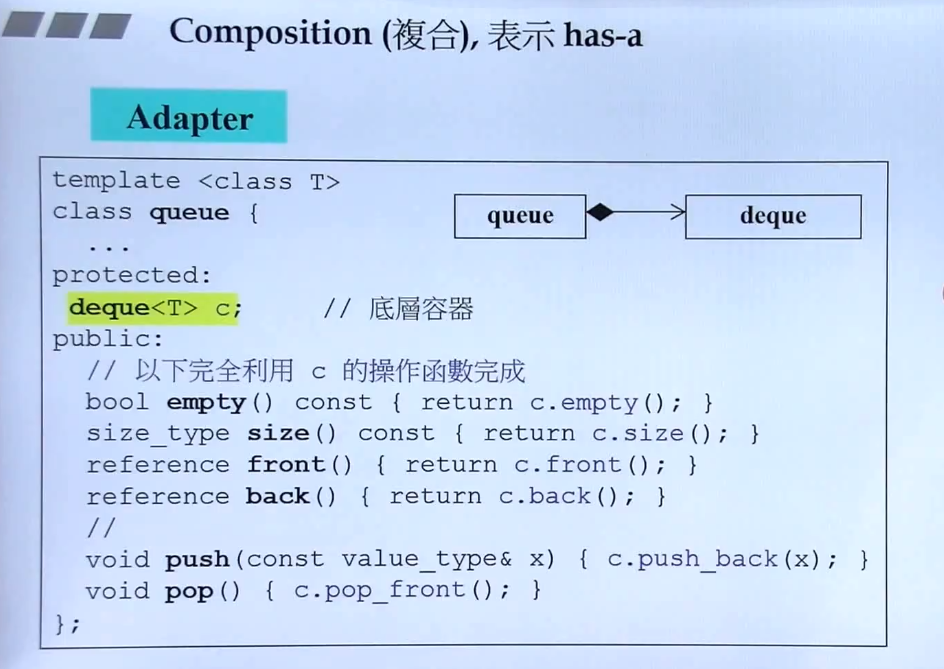 Composition (複合), 表示 has-a
Adapter
template <class T>
class queue {
...
protected:
deque<T> c; // 底層容器
public:
// 以下完全利用 c 的操作函數完成
bool empty() const { return c.empty(); }
size_type size() const { return c.size(); }
reference front() { return c.front(); }
reference back() { return c.back(); }
//
void push(const value_type& x) { c.push_back(x); }
void pop() { c.pop_front(); }
};
queue
deque